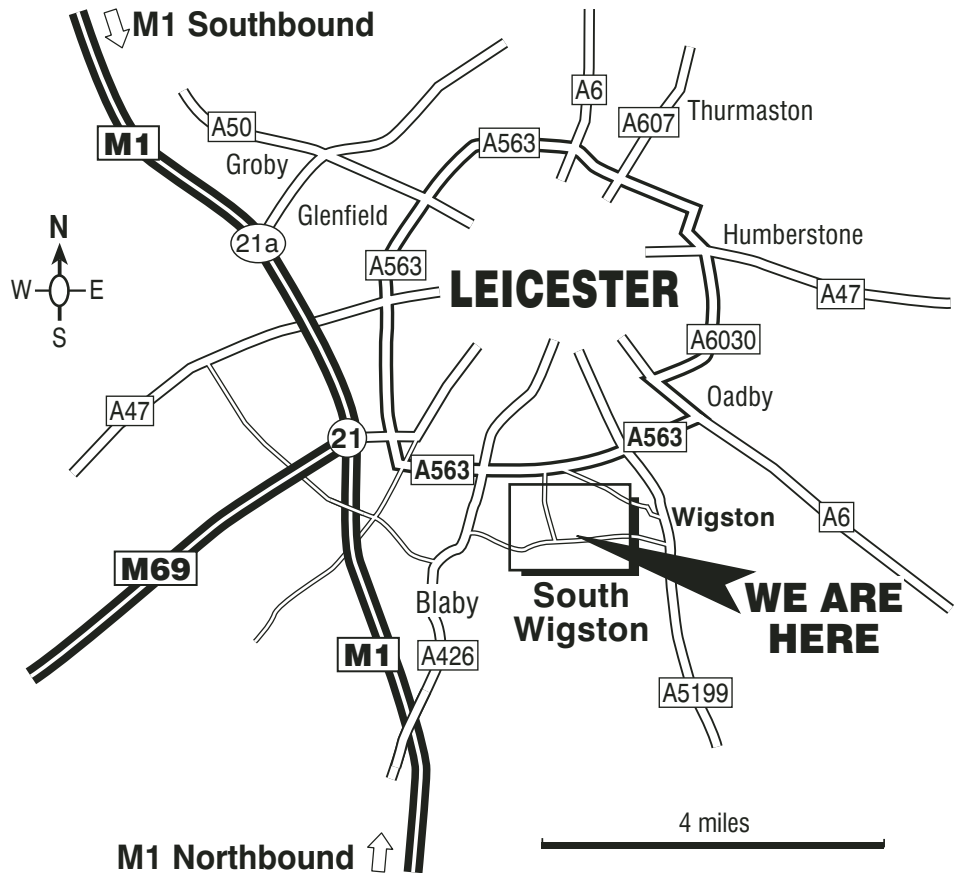 M1 Southbound
A6
A50
A607
Thurmaston
M1
A563
Groby
Glenfield
N
21a
Humberstone
A563
W
E
LEICESTER
A47
S
A6030
A47
Oadby
21
A563
A563
Wigston
A6
M69
Blaby
South
Wigston
WE ARE
HERE
M1
A426
A5199
4 miles
M1 Northbound